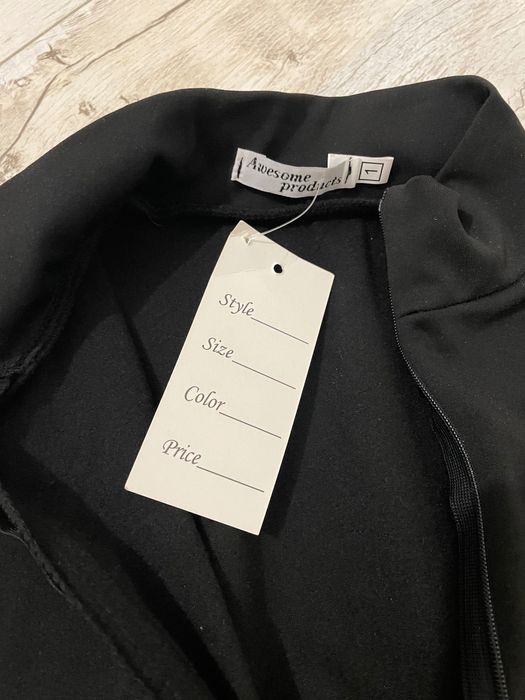 Awesome
products
1
Style
Size
Color
Price